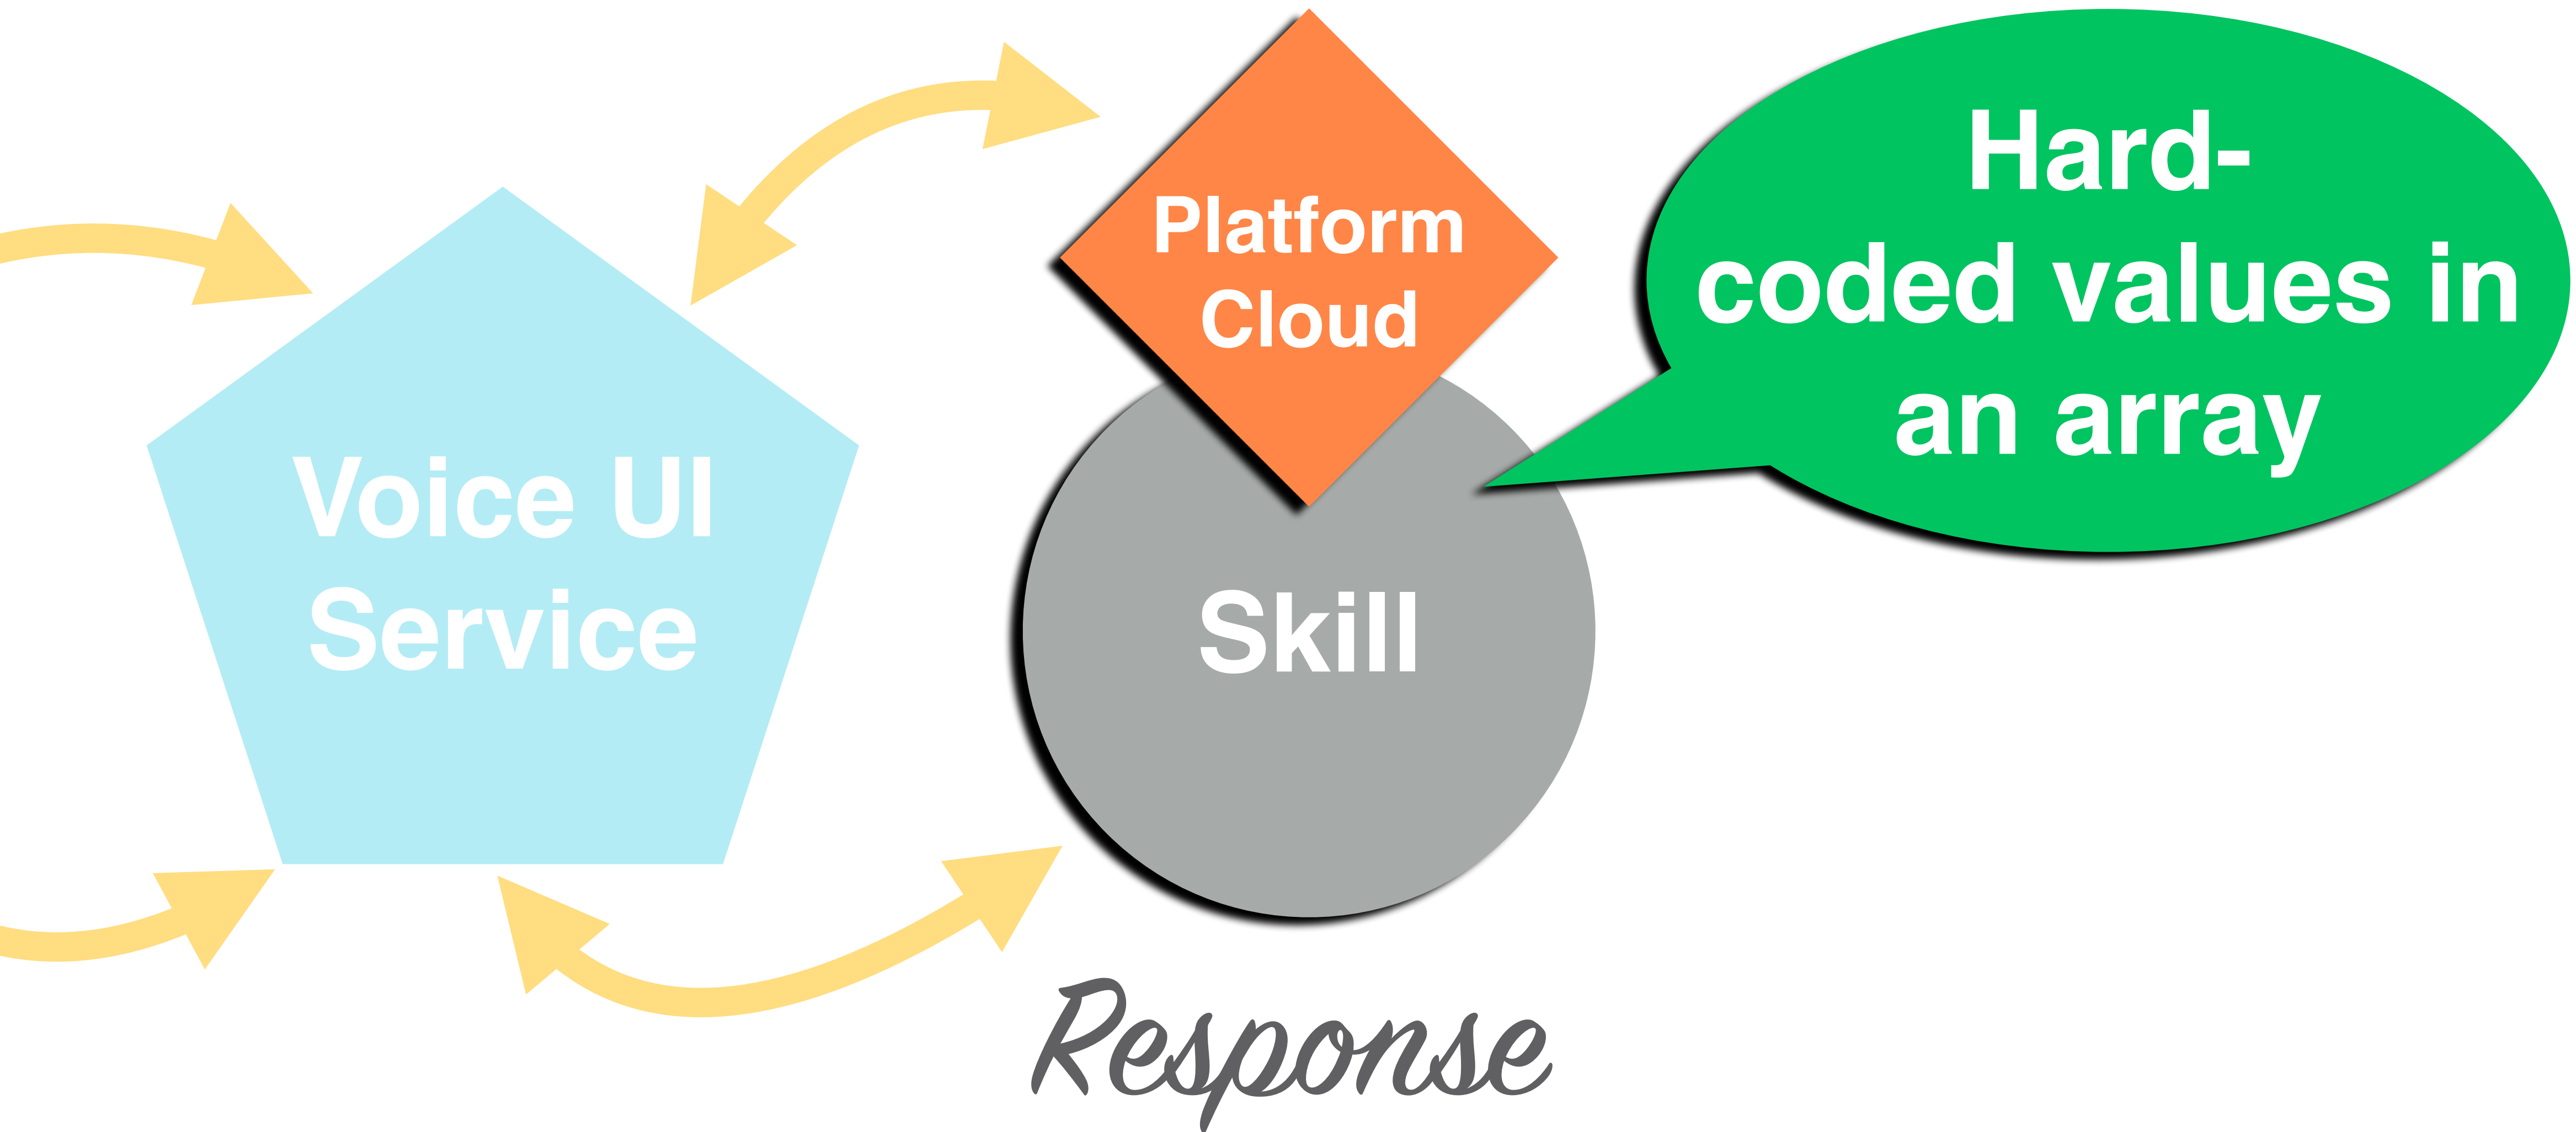 Voice UI
Service
Platform
Cloud
Skill
Hard-
coded values in
an array
Response